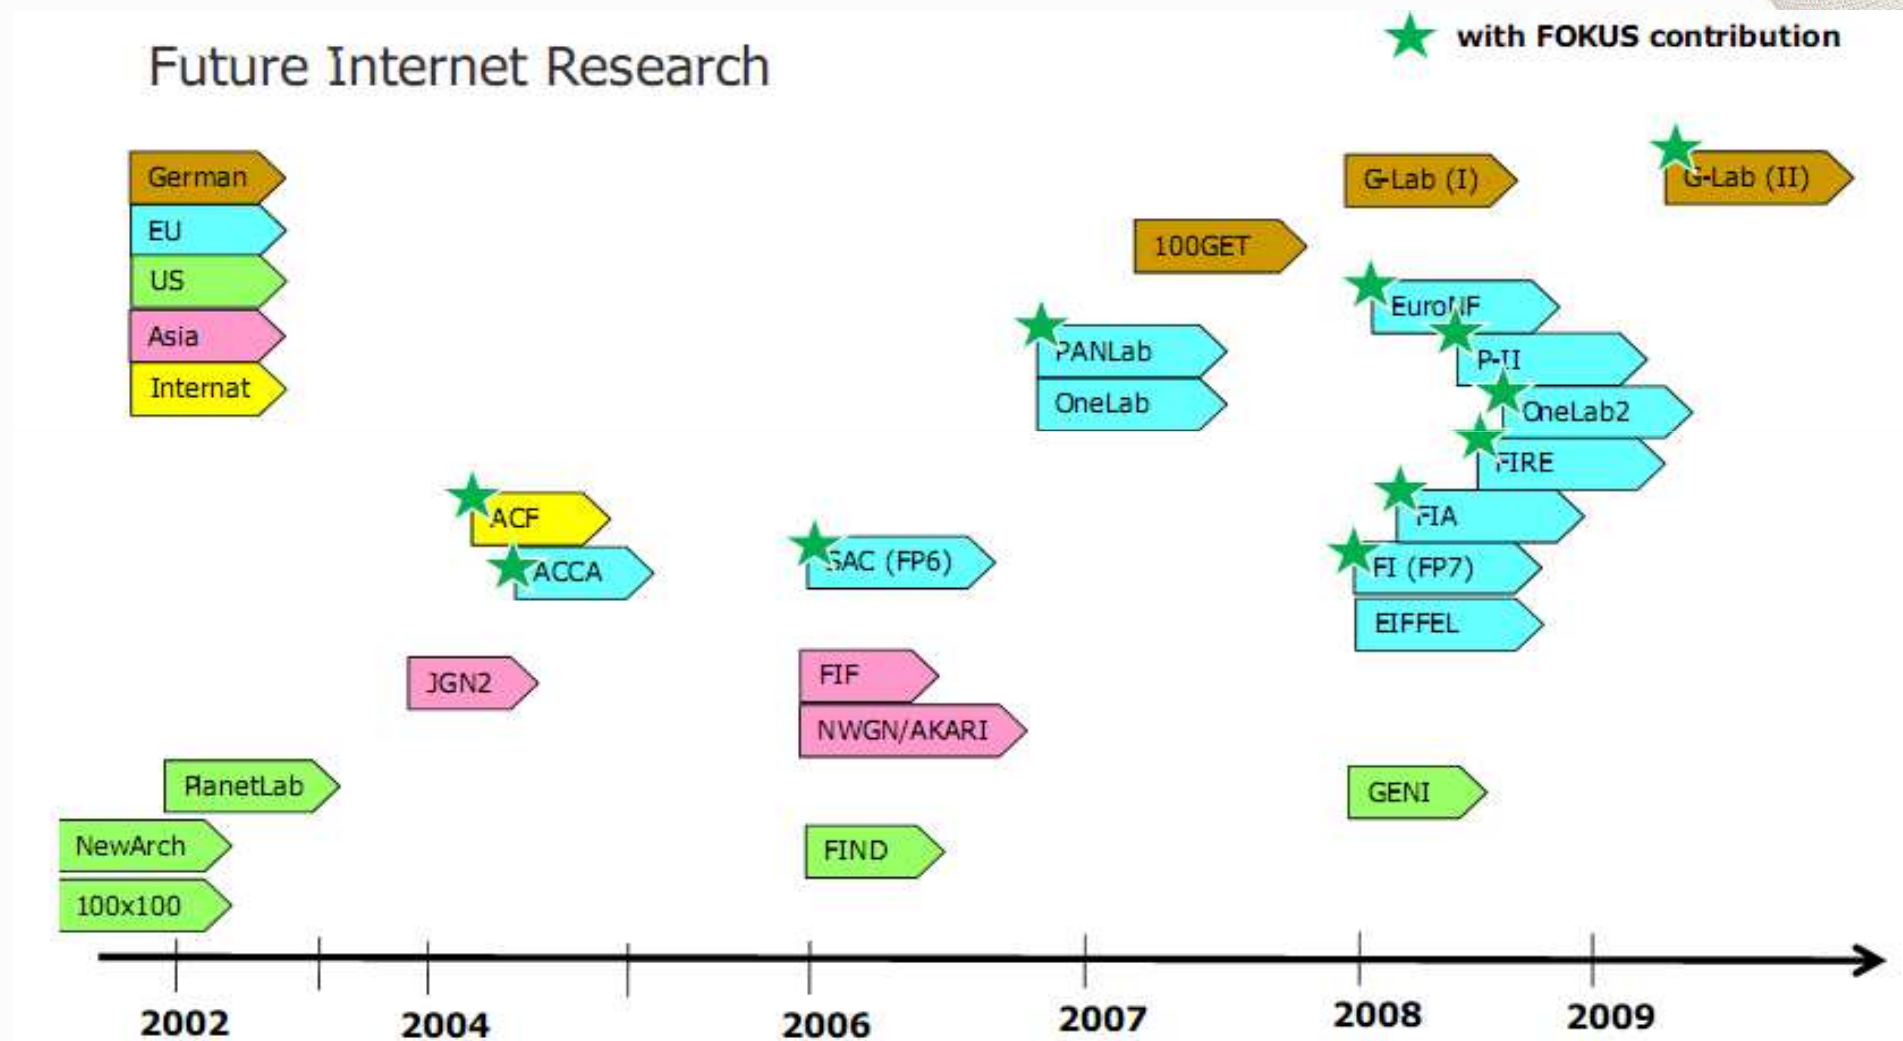 with FOKUS contribution
Future Internet Research
German
EU
US
Asia
Internat
G-Lab (I)
G-Lab (II)
100GET
EuroNF
PANLab
P-II
OneLab
OneLab2
FIRE
ACF
FIA
ACCA
SAC (FP6)
FI (FP7)
EIFFEL
JGN2
FIF
NWGN/AKARI
PlanetLab
GENI
NewArch
FIND
100x100
2002 2004 2006 2007 2008 2009